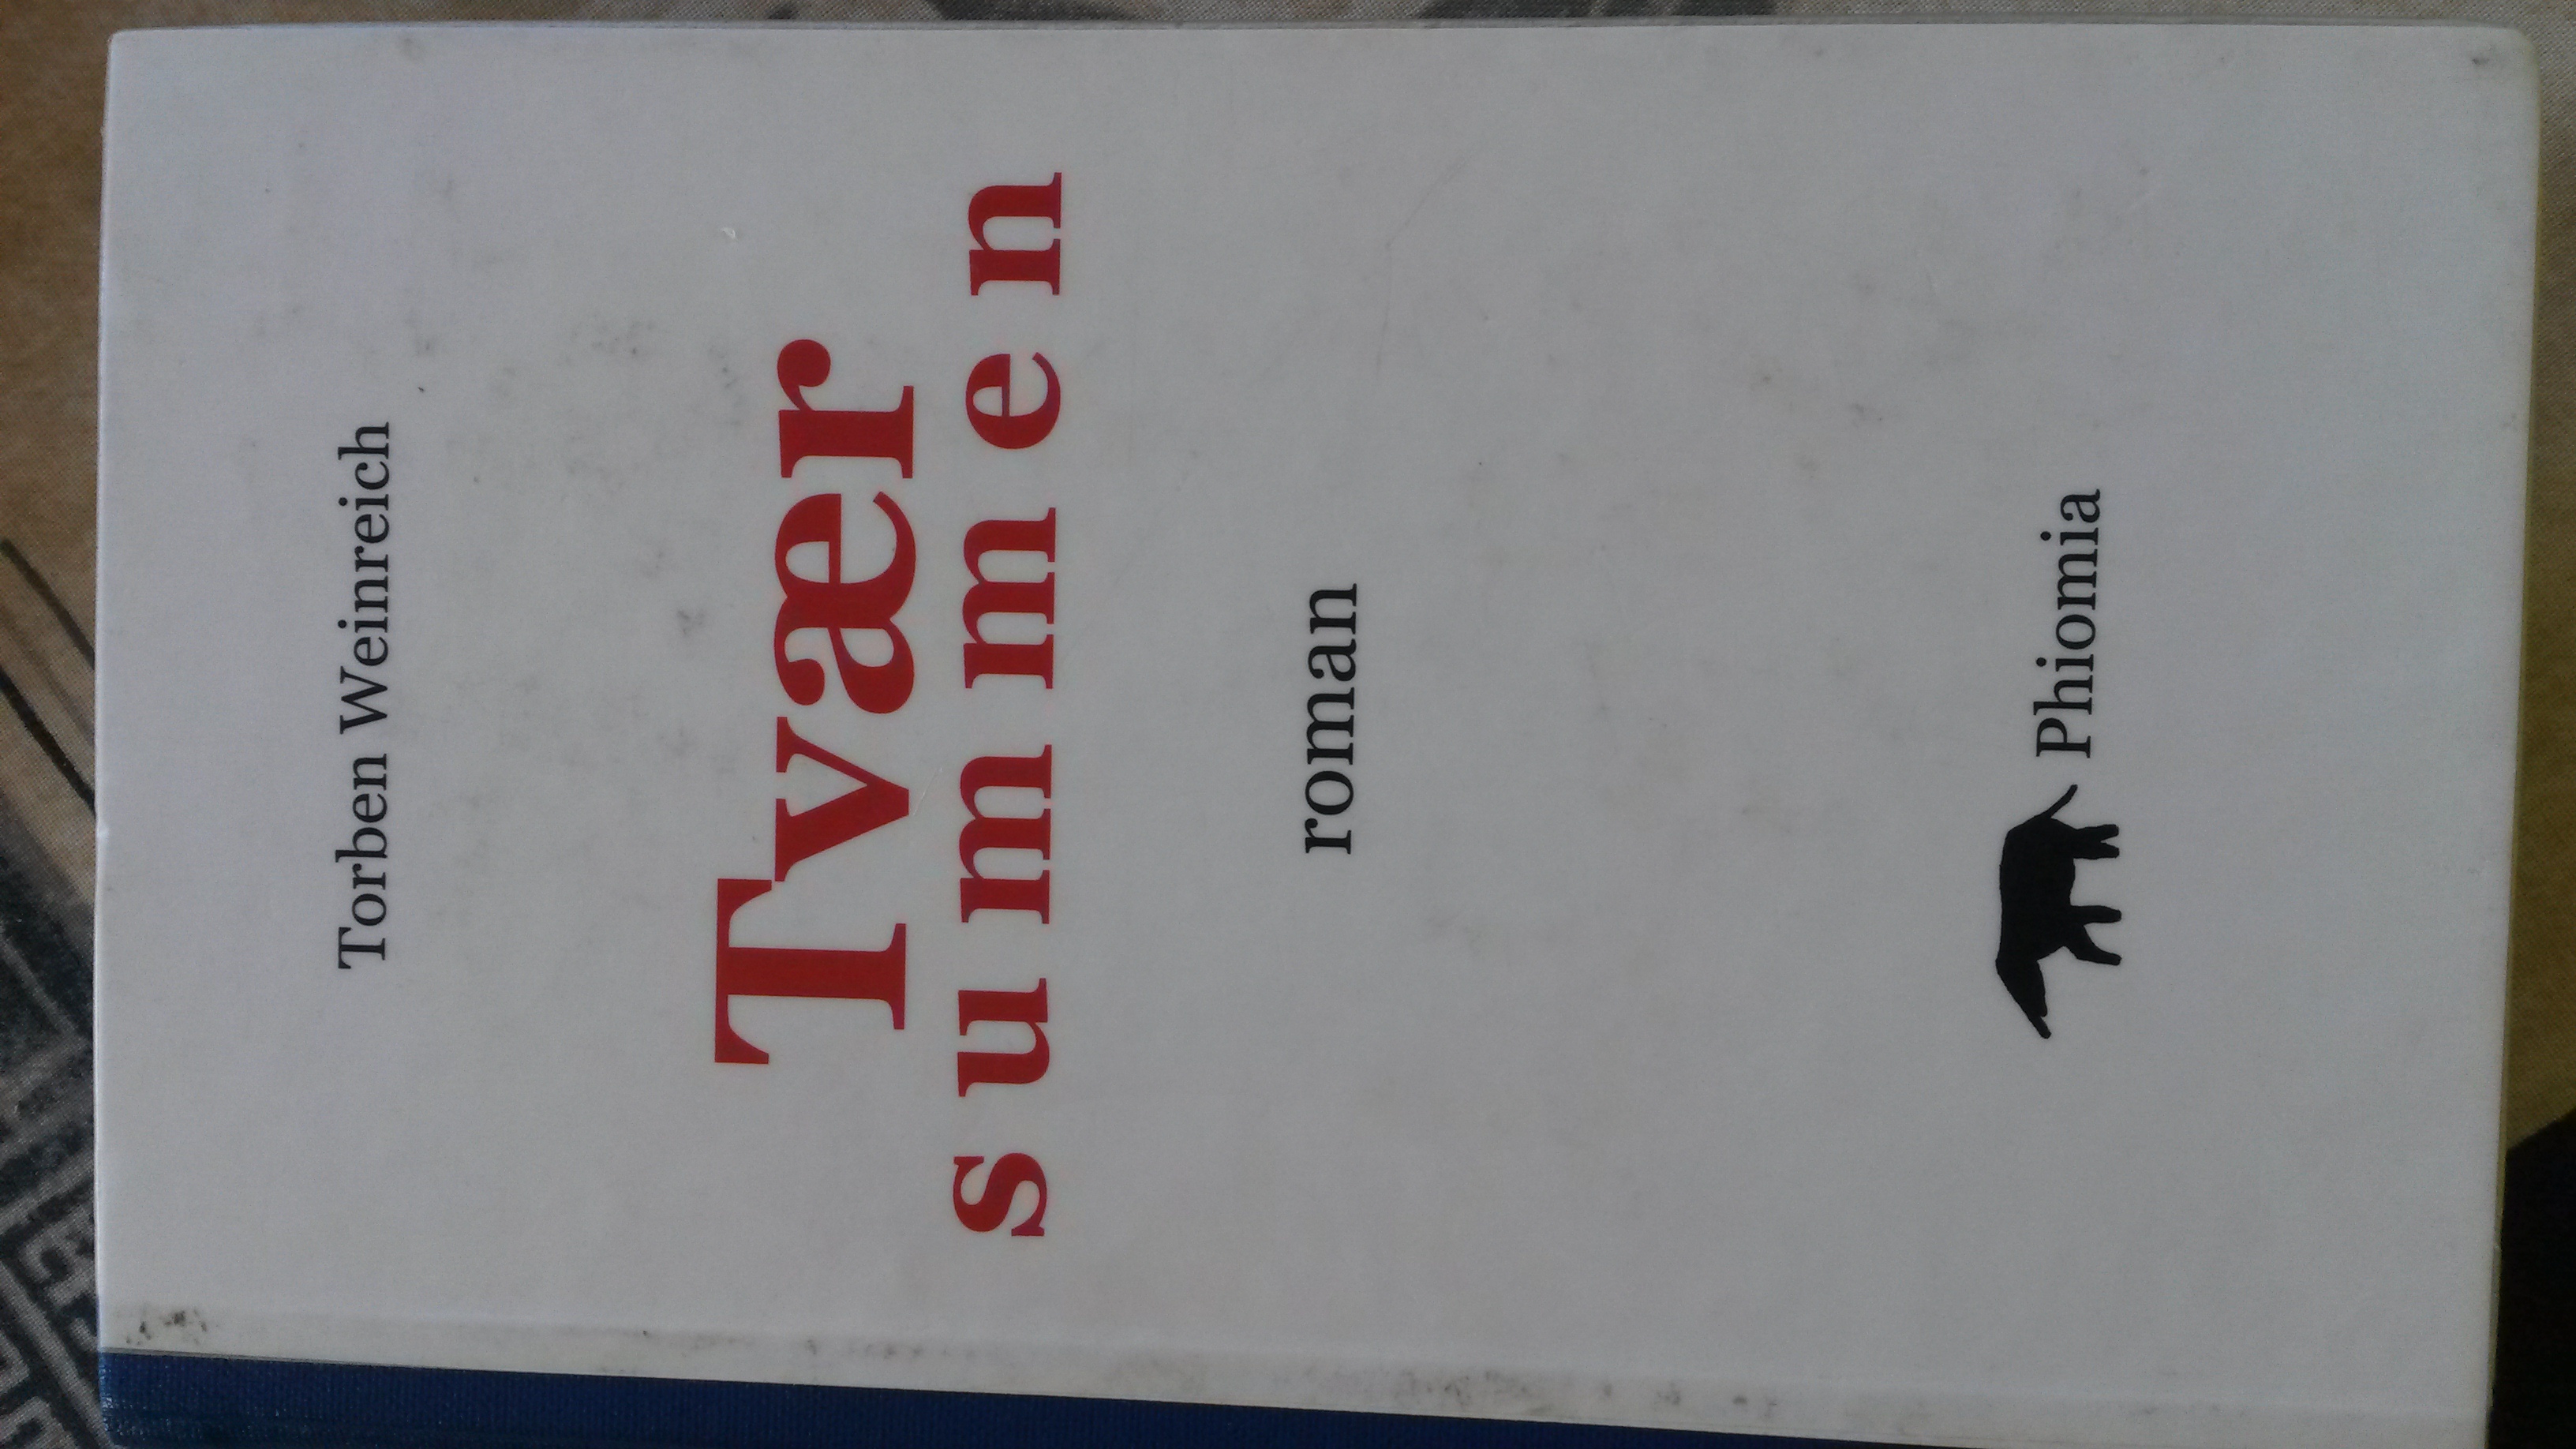 Torben Weinreich
Tvær
summen
roman
Phiomia